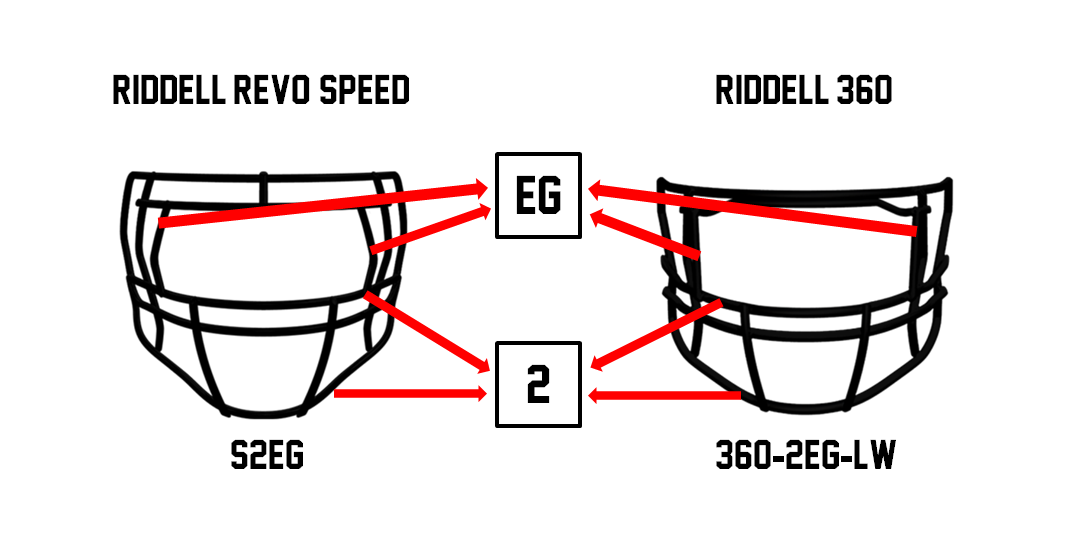 RIDDELL REVO SPEED
RIDDELL 360
EG
2
S2EG
360-2EG-LW